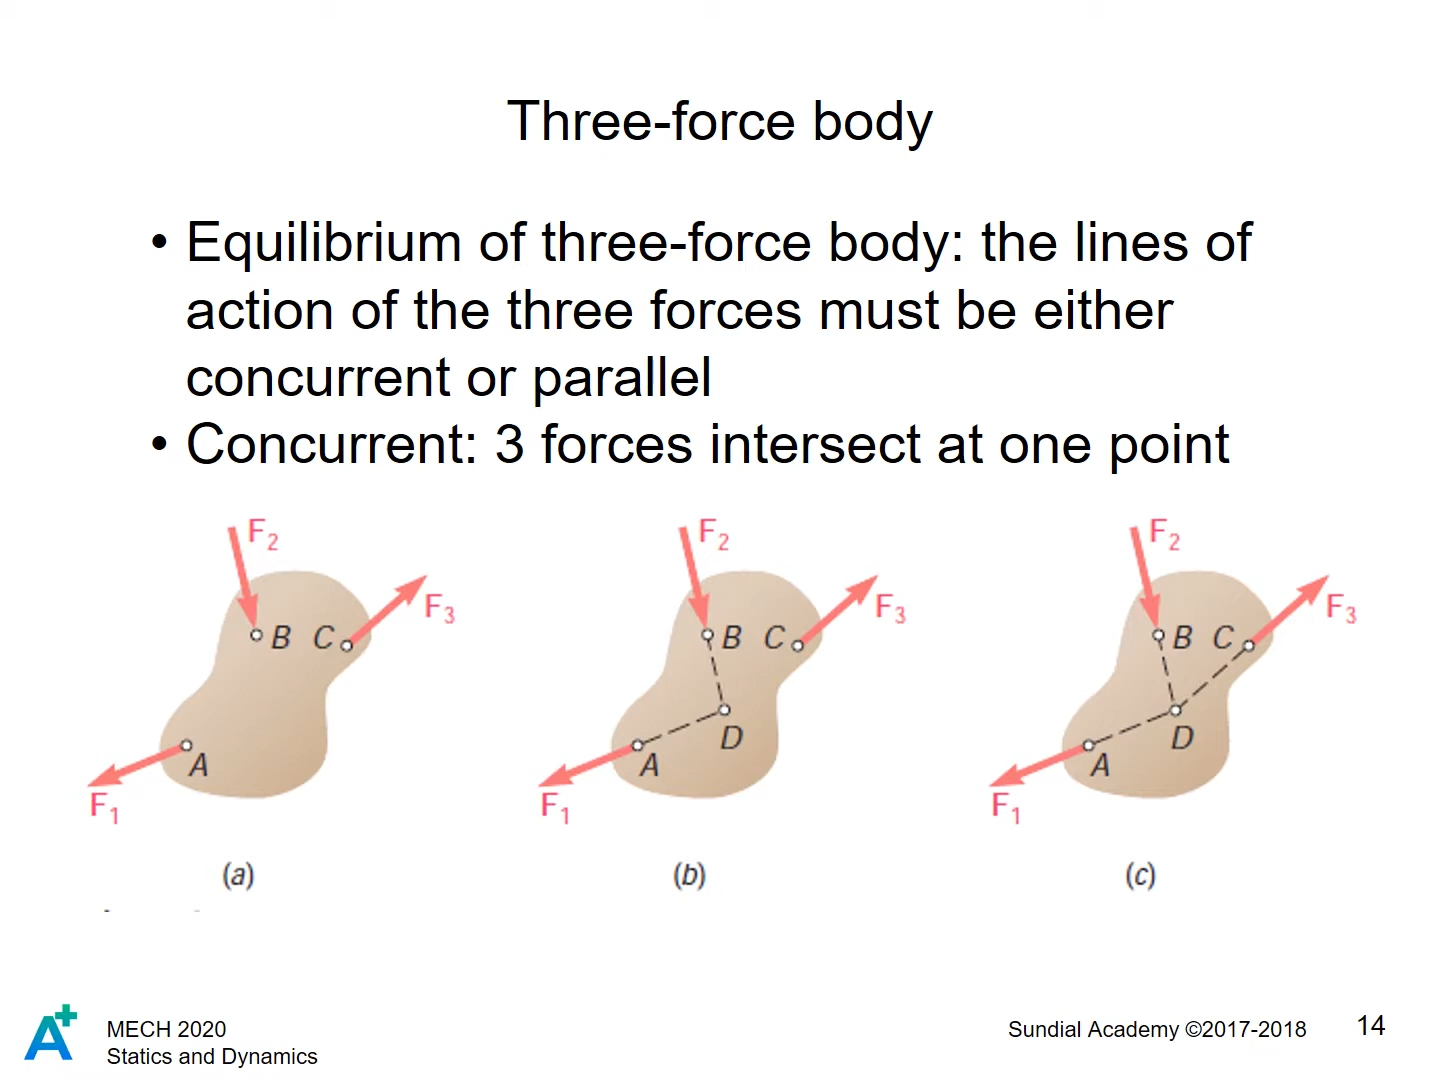 Three-force body
• Equilibrium of three-force body: the lines of
action of the three forces must be either
concurrent or parallel
• Concurrent: 3 forces intersect at one point
F2 F2 F2
F3 F3 F3
B C B C B C
D D
A A A
F1 F1 F1
(a) (b) (c)
A+
MECH 2020
Statics and Dynamics
Sundial Academy ©2017-2018 14